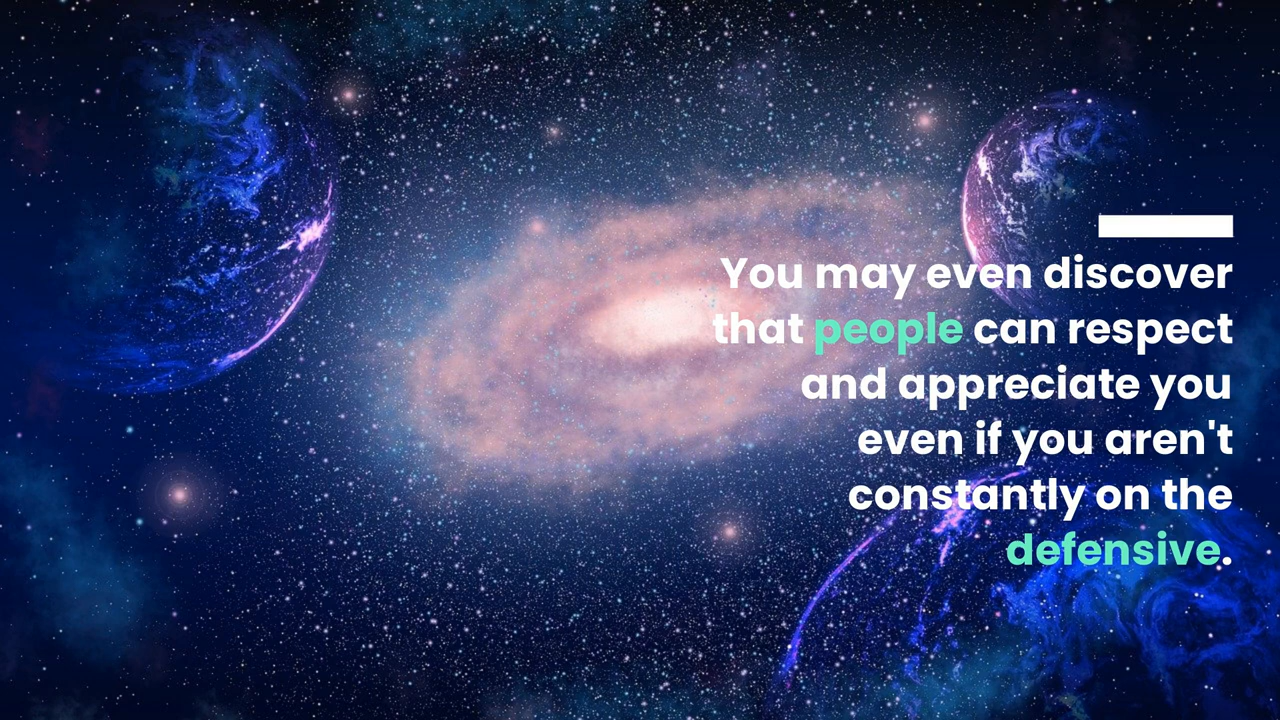 You may even discover
that people can respect
and appreciate you
even if you aren't
constantly on the
defensive.